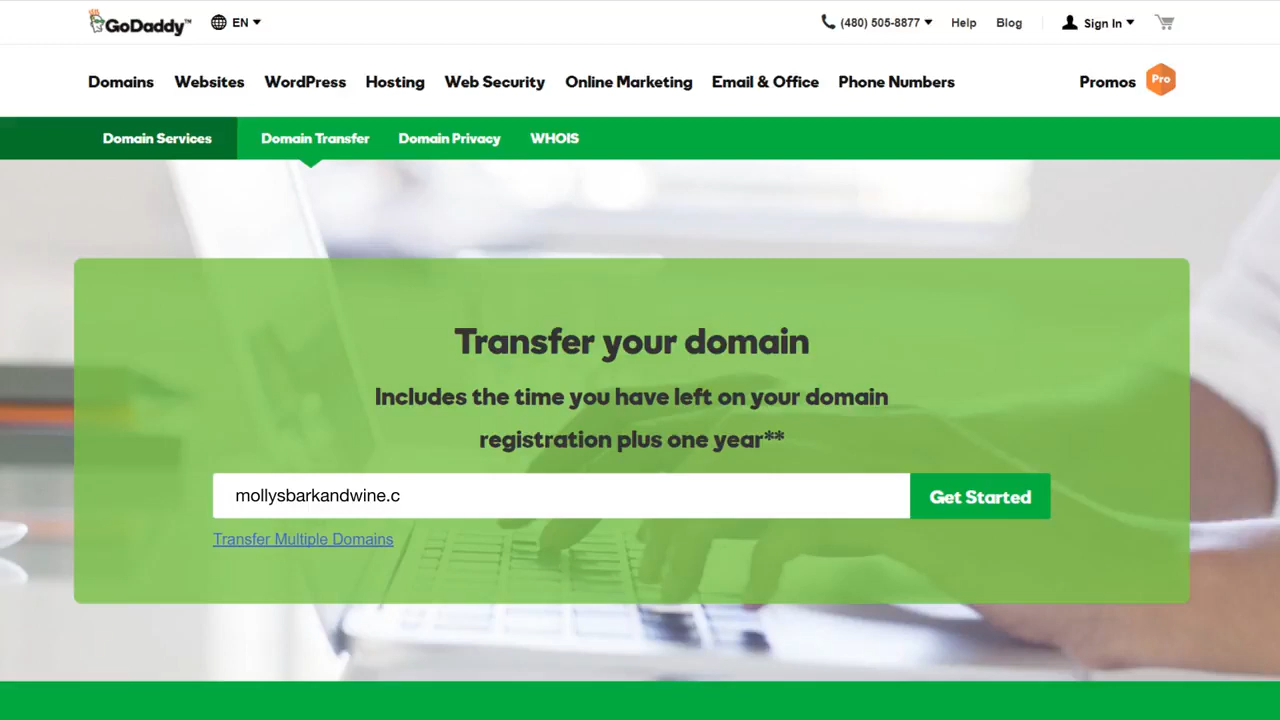 GoDaddy™ EN (480) 505-8877 Help Blog Sign In
Domains Websites WordPress Hosting Web Security Online Marketing Email & Office Phone Numbers Promos Pro
Domain Services Domain Transfer Domain Privacy WHOIS
Transfer your domain
Includes the time you have left on your domain
registration plus one year**
mollysbarkandwine.c Get Started
Transfer Multiple Domains